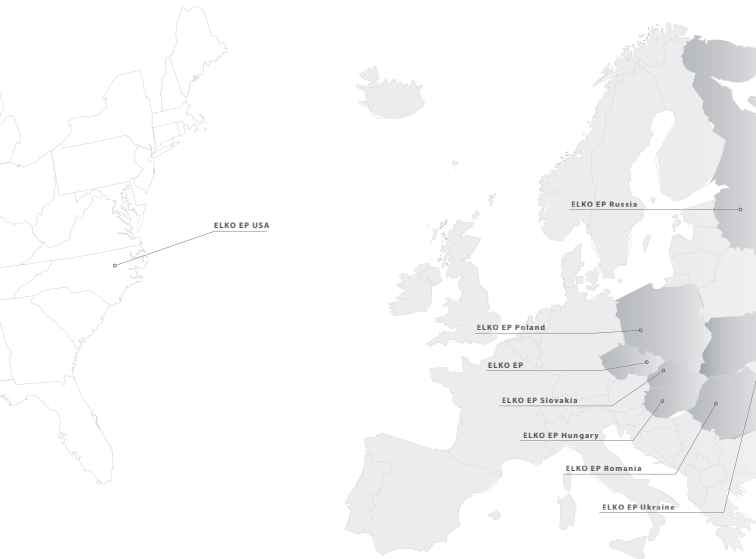 ELKO EP Russia
ELKO EP USA
ELKO EP Poland
ELKO EP
ELKO EP Slovakia
ELKO EP Hungary
ELKO EP Romania
ELKO EP Ukraine